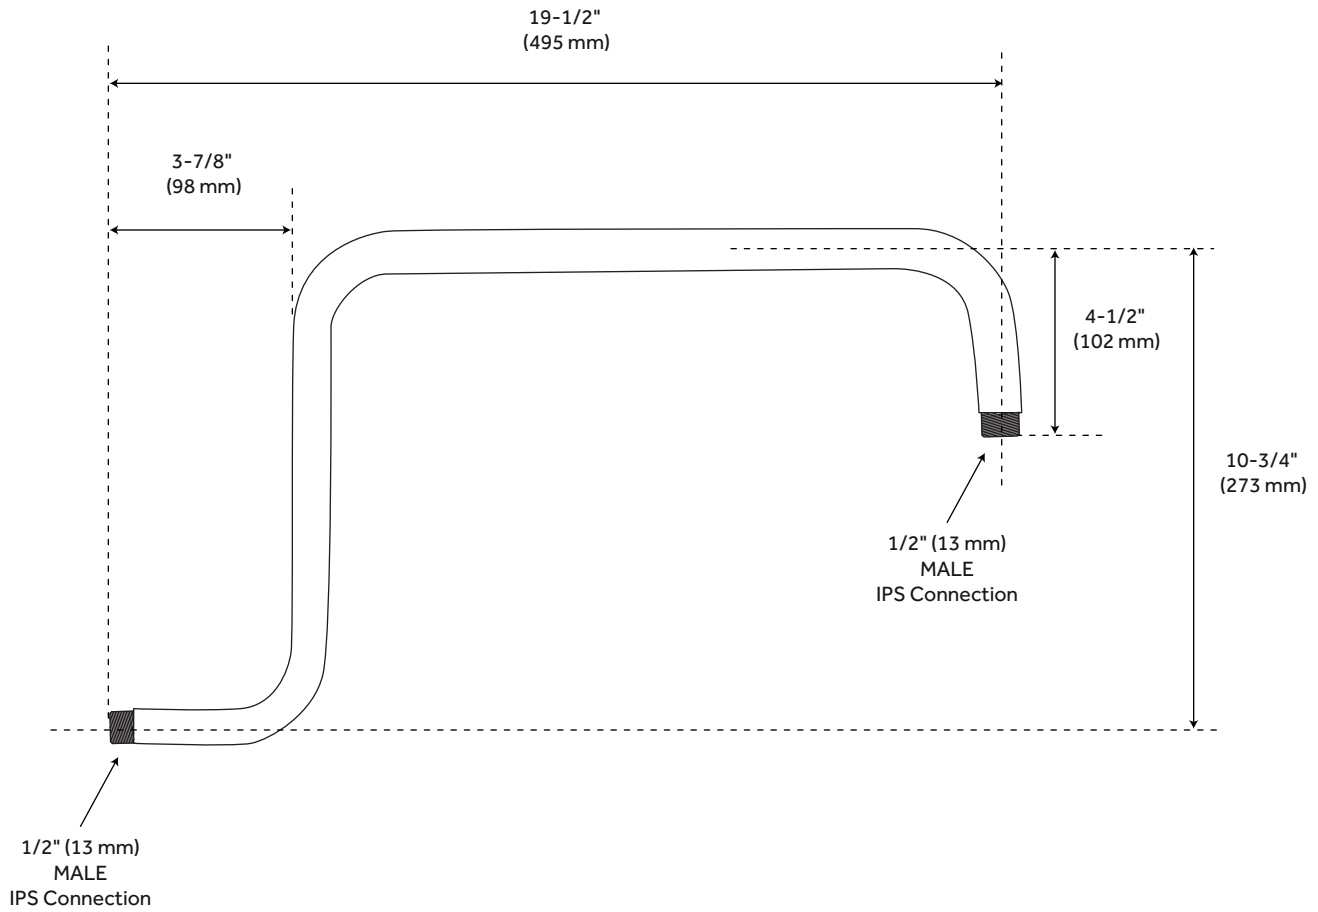 19-1/2"
(495 mm)
3-7/8"
(98 mm)
4-1/2"
(102 mm)
10-3/4"
(273 mm)
1/2" (13 mm)
MALE
IPS Connection
1/2" (13 mm)
MALE
IPS Connection